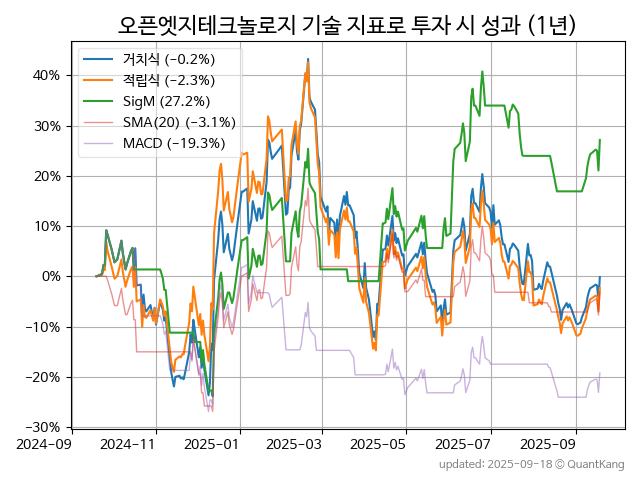 오픈엣지테크놀로지 기술 지표로 투자 시 성과 (1년)
거치식 (−0.2%)
적립식 (−2.3%)
SigM (27.2%)
SMA(20) (−3.1%)
MACD (−19.3%)
40%
30%
20%
10%
0%
−10%
−20%
−30%
2024-09
2024-11
2025-01
2025-03
2025-05
2025-07
2025-09
updated: 2025-09-18 ⓒ QuantKang